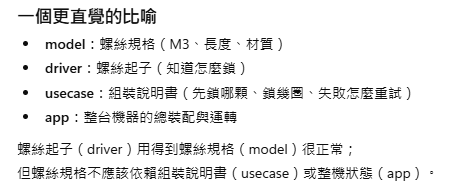 一個更直覺的比喻
• model：螺絲規格（M3、長度、材質）
• driver：螺絲起子（知道怎麼鎖）
• usecase：組裝說明書（先鎖哪顆、鎖幾圈、失敗怎麼重試）
• app：整台機器的總裝配與運轉
螺絲起子（driver）用得到螺絲規格（model）很正常；
但螺絲規格不應該依賴組裝說明書（usecase）或整機狀態（app）。